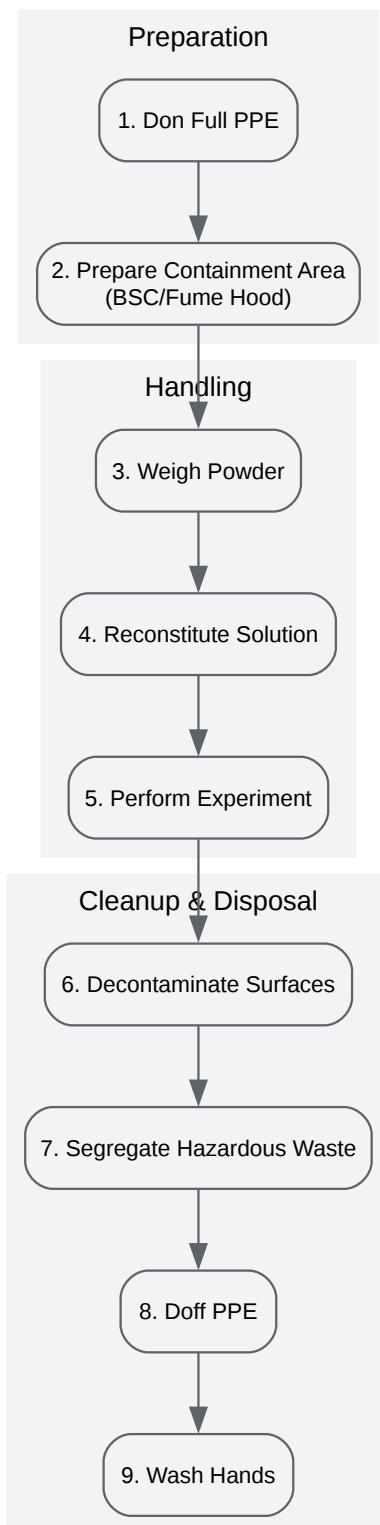 Preparation
1. Don Full PPE
2. Prepare Containment Area
(BSC/Fume Hood)
Handling
3. Weigh Powder
4. Reconstitute Solution
5. Perform Experiment
Cleanup & Disposal
6. Decontaminate Surfaces
7. Segregate Hazardous Waste
8. Doff PPE
9. Wash Hands